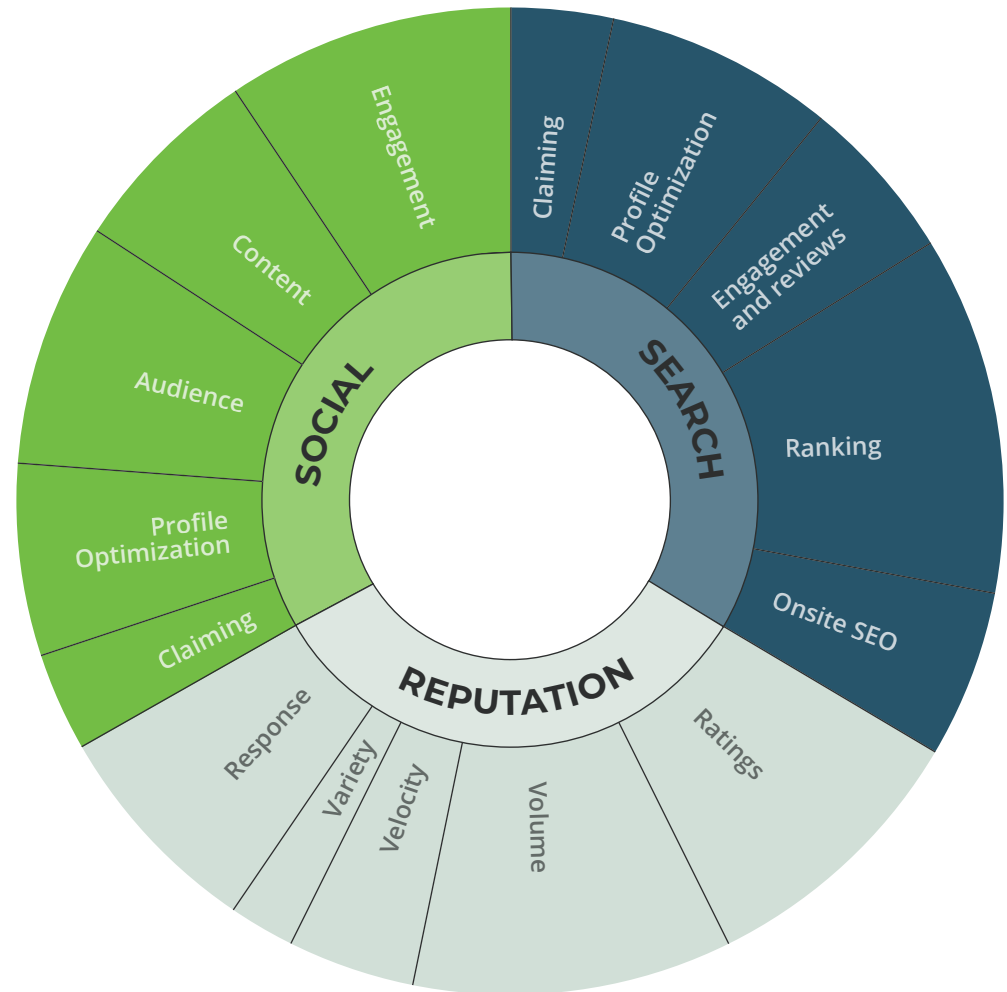 SEARCH
Claiming
Profile
Optimization
Engagement
and reviews
Ranking
Onsite SEO
REPUTATION
Ratings
Volume
Velocity
Variety
Response
SOCIAL
Claiming
Profile
Optimization
Audience
Content
Engagement